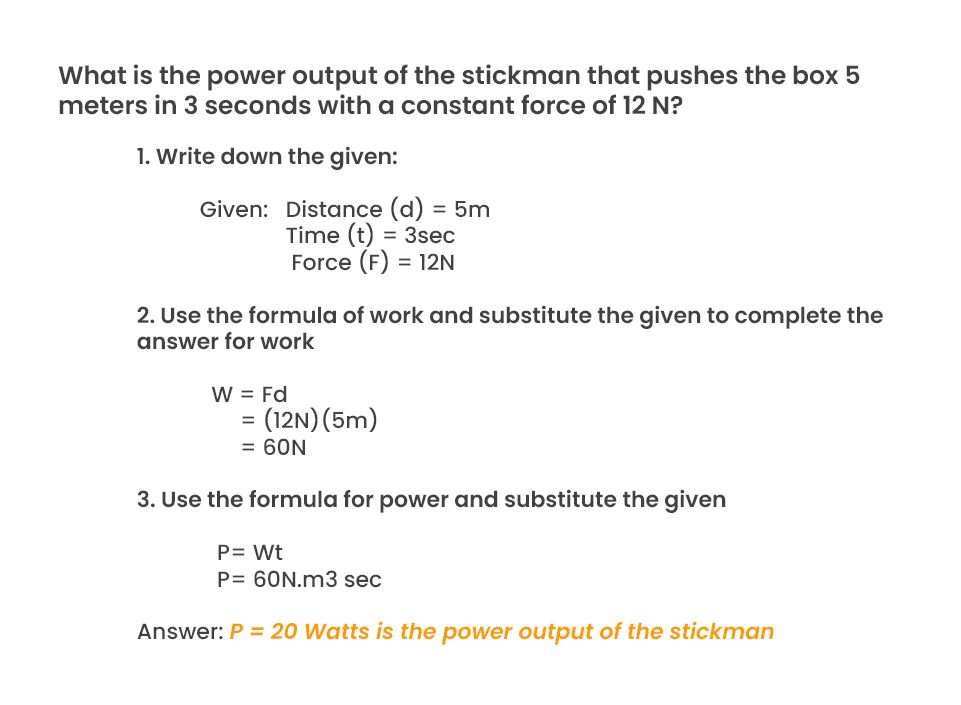 What is the power output of the stickman that pushes the box 5
meters in 3 seconds with a constant force of 12 N?
1. Write down the given:
Given: Distance (d) = 5m
Time (t) = 3sec
Force (F) = 12N
2. Use the formula of work and substitute the given to complete the
answer for work
W = Fd
= (12N)(5m)
= 60N
3. Use the formula for power and substitute the given
P= Wt
P= 60N.m3 sec
Answer: P = 20 Watts is the power output of the stickman